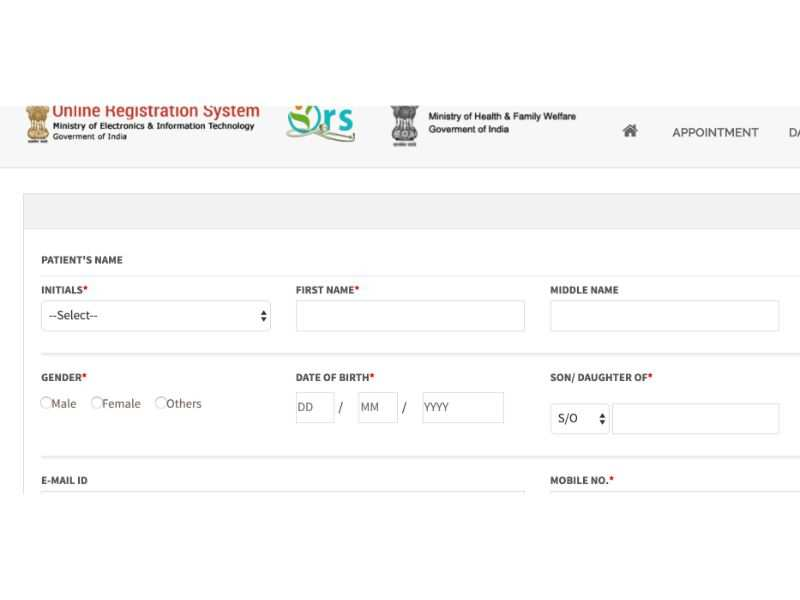 Online Registration System
Ministry of Electronics & Information Technology
Goverment of India
Ors
Ministry of Health & Family Welfare
Goverment of India
APPOINTMENT
DA
PATIENT'S NAME
INITIALS* FIRST NAME* MIDDLE NAME
--Select--
GENDER* DATE OF BIRTH* SON/ DAUGHTER OF*
Male Female Others DD / MM / YYYY S/O
E-MAIL ID MOBILE NO.*